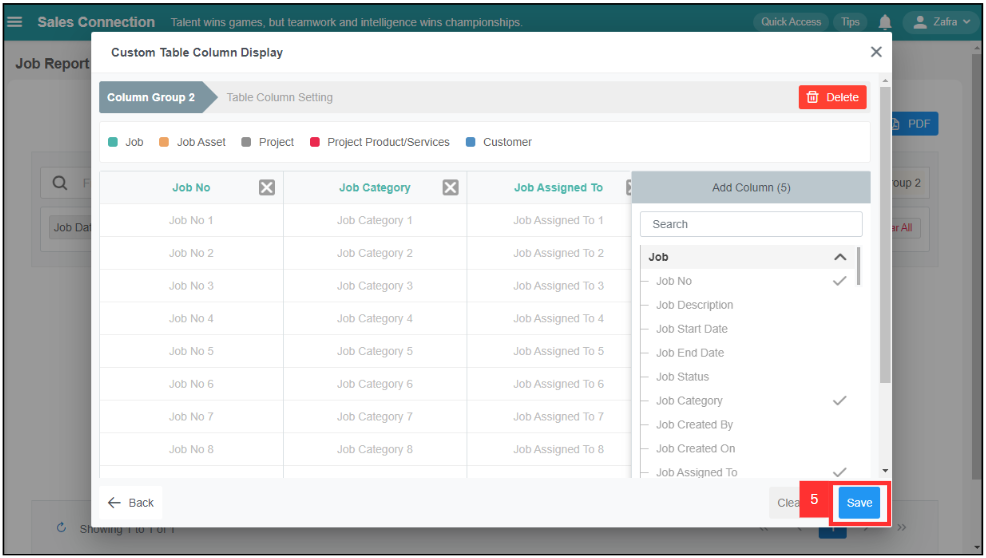 Sales Connection Talent wins games, but teamwork and intelligence wins championships. Quick Access Tips Zafra
Job Report
Custom Table Column Display
Column Group 2 Table Column Setting Delete
PDF
Job Job Asset Project Project Product/Services Customer
Job No Job Category Job Assigned To Add Column (5)
Job No 1 Job Category 1 Job Assigned To 1
Search
Job No 2 Job Category 2 Job Assigned To 2
Job
Job No 3 Job Category 3 Job Assigned To 3
Job No
Job Description
Job No 4 Job Category 4 Job Assigned To 4
Job Start Date
Job No 5 Job Category 5 Job Assigned To 5
Job End Date
Job Status
Job No 6 Job Category 6 Job Assigned To 6
Job Category
Job No 7 Job Category 7 Job Assigned To 7
Job Created By
Job No 8 Job Category 8 Job Assigned To 8
Job Created On
Job Assigned To
Back 5 Save
Showing 1 to 1 of 1